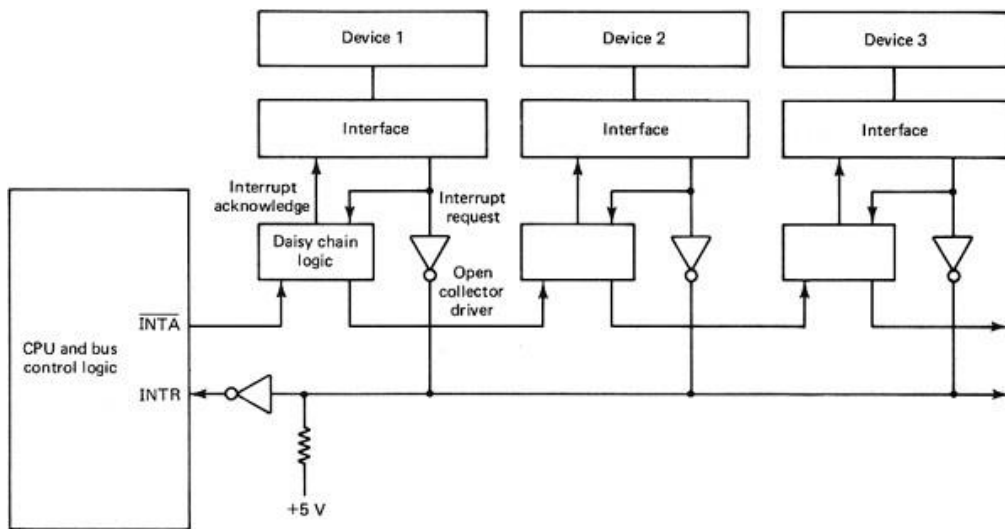 Device 1
Device 2
Device 3
Interface
Interface
Interface
Interrupt
acknowledge
Interrupt
request
Daisy chain
logic
Open
collector
driver
CPU and bus
control logic
INTA
INTR
+5 V